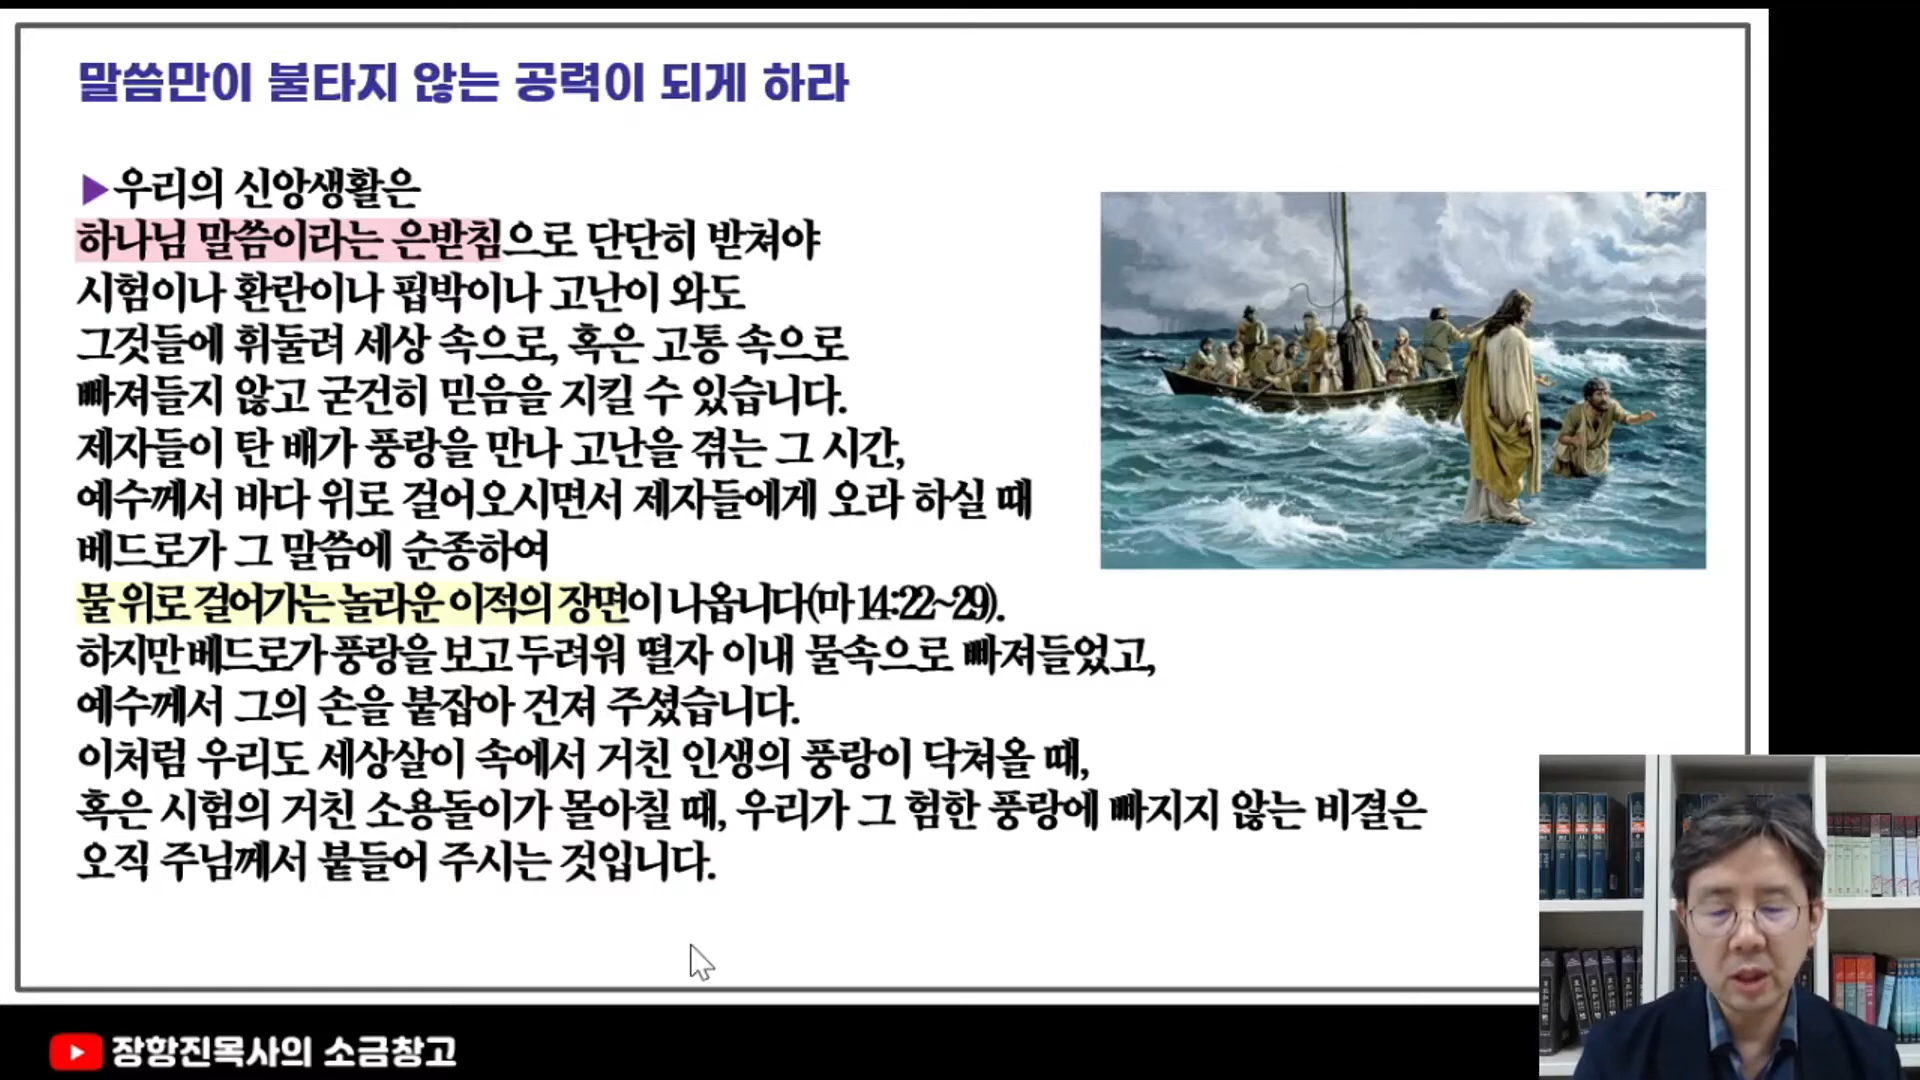 말씀만이 불타지 않는 공력이 되게 하라
▶우리의 신앙생활은
하나님 말씀이라는 은받침으로 단단히 받쳐야
시험이나 환란이나 핍박이나 고난이 와도
그것들에 휘둘려 세상 속으로, 혹은 고통 속으로
빠져들지 않고 굳건히 믿음을 지킬 수 있습니다.
제자들이 탄 배가 풍랑을 만나 고난을 겪는 그 시간,
예수께서 바다 위로 걸어오시면서 제자들에게 오라 하실 때
베드로가 그 말씀에 순종하여
물 위로 걸어가는 놀라운 이적의 장면이 나옵니다(마 14:22~29).
하지만 베드로가 풍랑을 보고 두려워 떨자 이내 물속으로 빠져들었고,
예수께서 그의 손을 붙잡아 건져 주셨습니다.
이처럼 우리도 세상살이 속에서 거친 인생의 풍랑이 닥쳐올 때,
혹은 시험의 거친 소용돌이가 몰아칠 때, 우리가 그 험한 풍랑에 빠지지 않는 비결은
오직 주님께서 붙들어 주시는 것입니다.
장항진목사의 소금창고